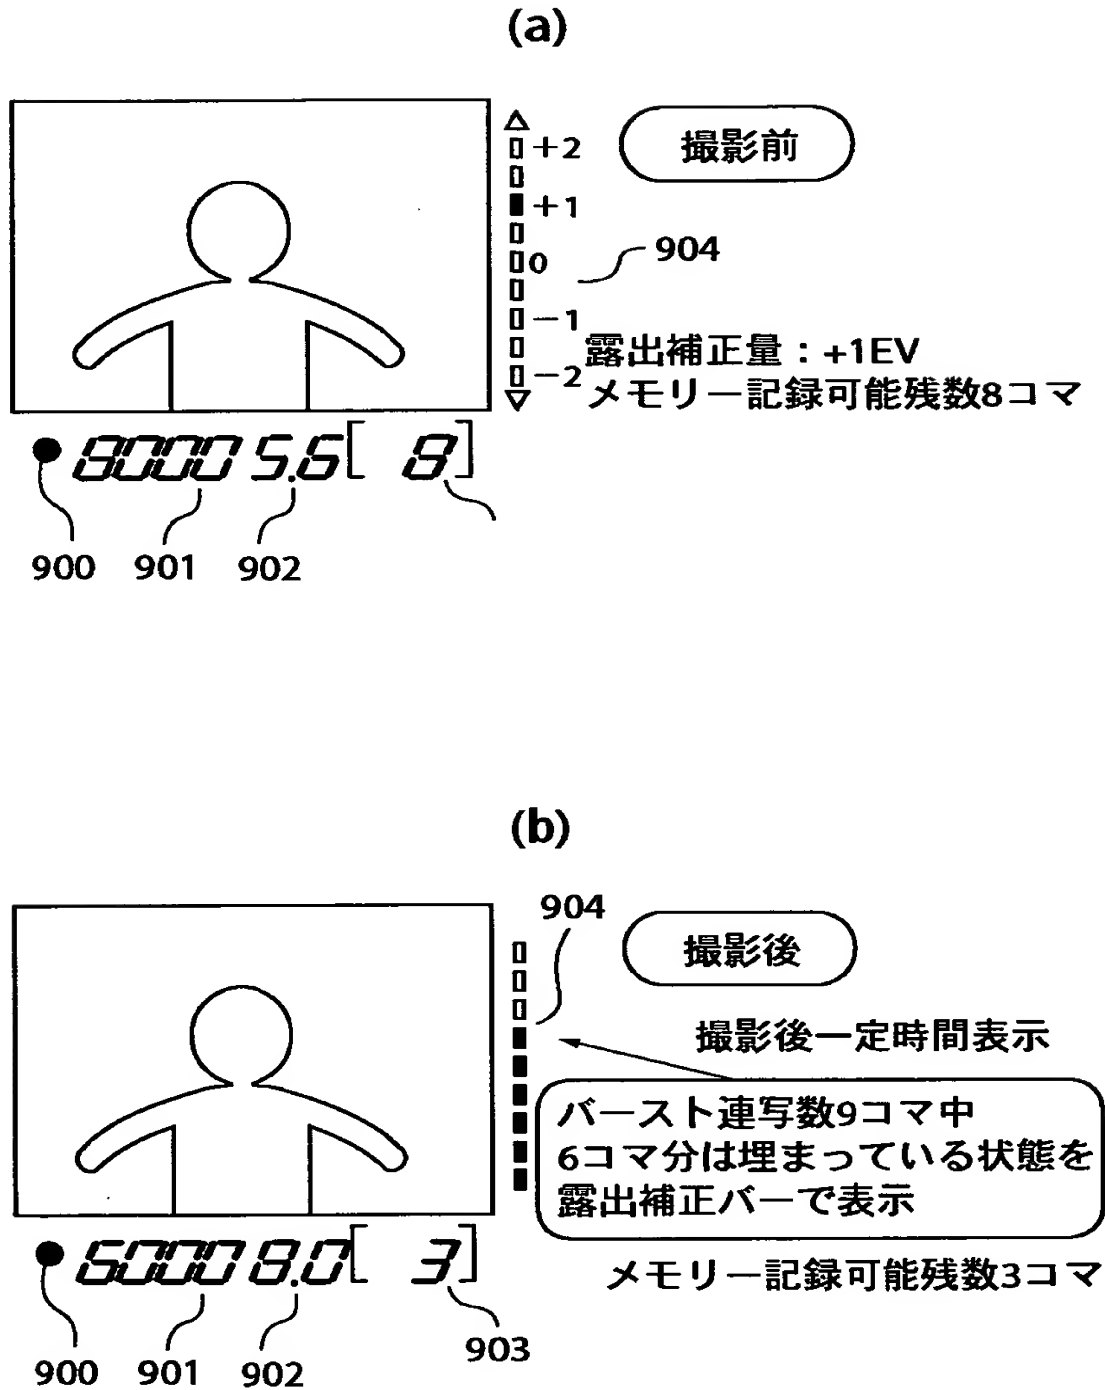 (a)
撮影前
+2
+1
0
−1
−2
904
露出補正量：+1EV
メモリー記録可能残数8コマ
8000 5.6 [ 8 ]
900
901
902
(b)
904
撮影後
撮影後一定時間表示
バースト連写数9コマ中
6コマ分は埋まっている状態を
露出補正バーで表示
メモリー記録可能残数3コマ
6000 8.0 [ 3 ]
900
901
902
903